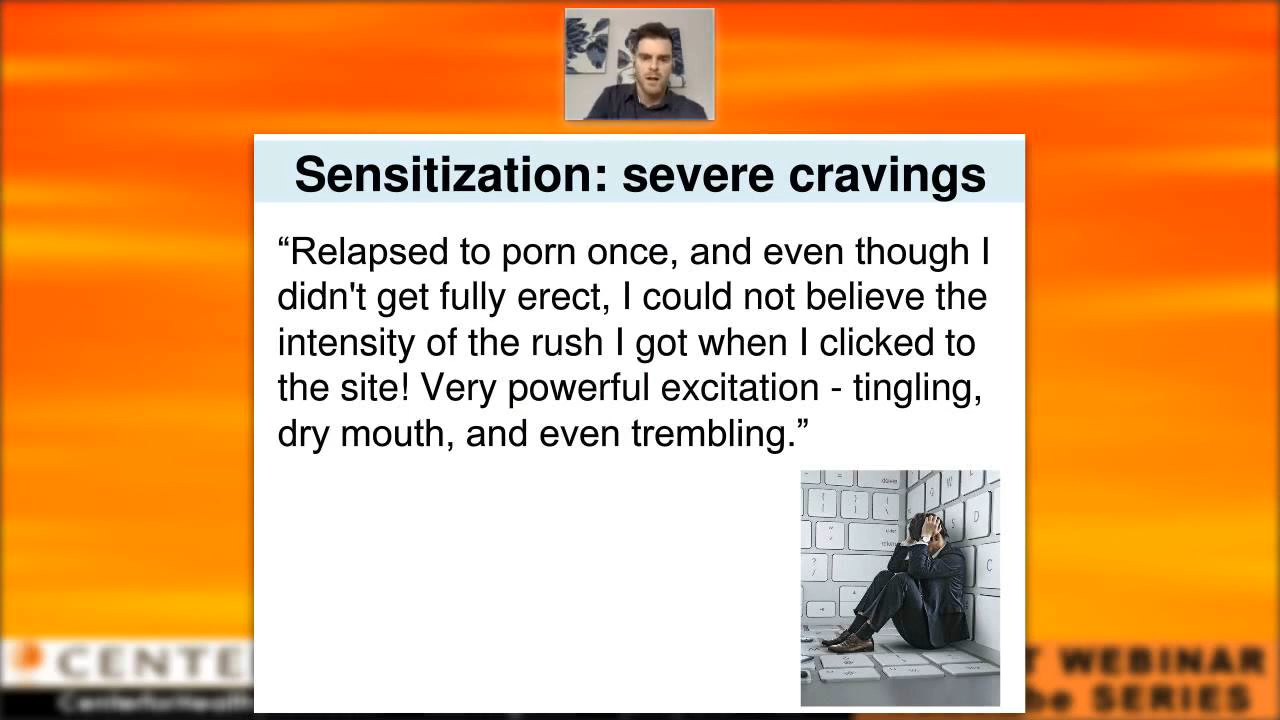 Sensitization: severe cravings
“Relapsed to porn once, and even though I
didn't get fully erect, I could not believe the
intensity of the rush I got when I clicked to
the site! Very powerful excitation - tingling,
dry mouth, and even trembling.”
CENTE
WEBINAR
CenterforHealth
SERIES